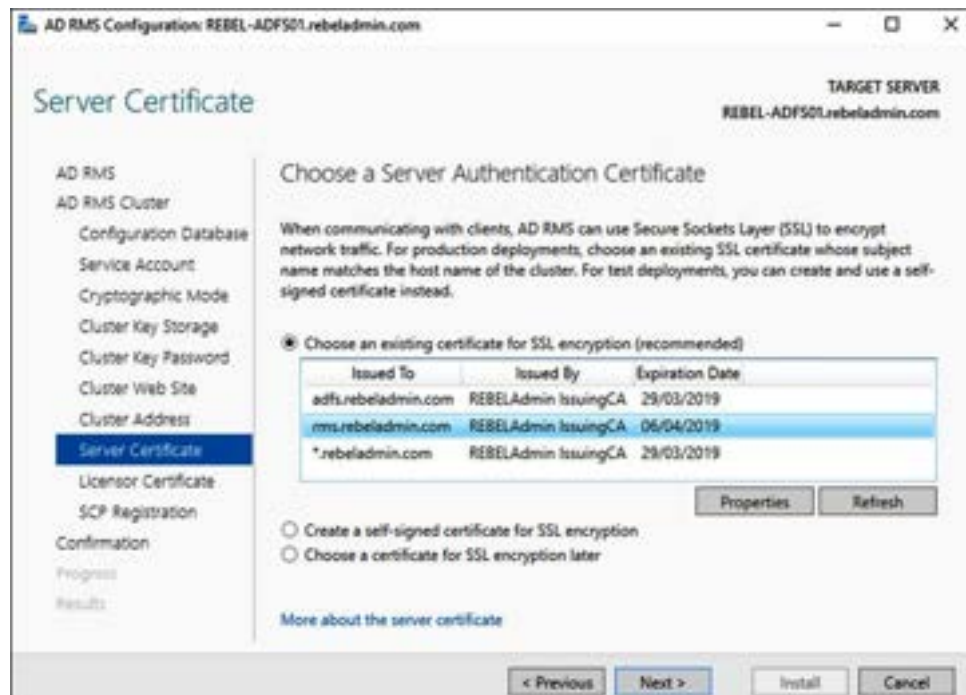 AD RMS Configuration: REBEL-ADFS01.rebeladmin.com
Server Certificate
TARGET SERVER
REBEL-ADFS01.rebeladmin.com
AD RMS
AD RMS Cluster
Configuration Database
Service Account
Cryptographic Mode
Cluster Key Storage
Cluster Key Password
Cluster Web Site
Cluster Address
Server Certificate
Licensor Certificate
SCP Registration
Confirmation
Progress
Results
Choose a Server Authentication Certificate
When communicating with clients, AD RMS can use Secure Sockets Layer (SSL) to encrypt
network traffic. For production deployments, choose an existing SSL certificate whose subject
name matches the host name of the cluster. For test deployments, you can create and use a self-
signed certificate instead.
Choose an existing certificate for SSL encryption (recommended)
Issued To Issued By Expiration Date
adfs.rebeladmin.com REBELAdmin IssuingCA 29/03/2019
rms.rebeladmin.com REBELAdmin IssuingCA 06/04/2019
*.rebeladmin.com REBELAdmin IssuingCA 29/03/2019
Properties Refresh
Create a self-signed certificate for SSL encryption
Choose a certificate for SSL encryption later
More about the server certificate
< Previous Next > Install Cancel